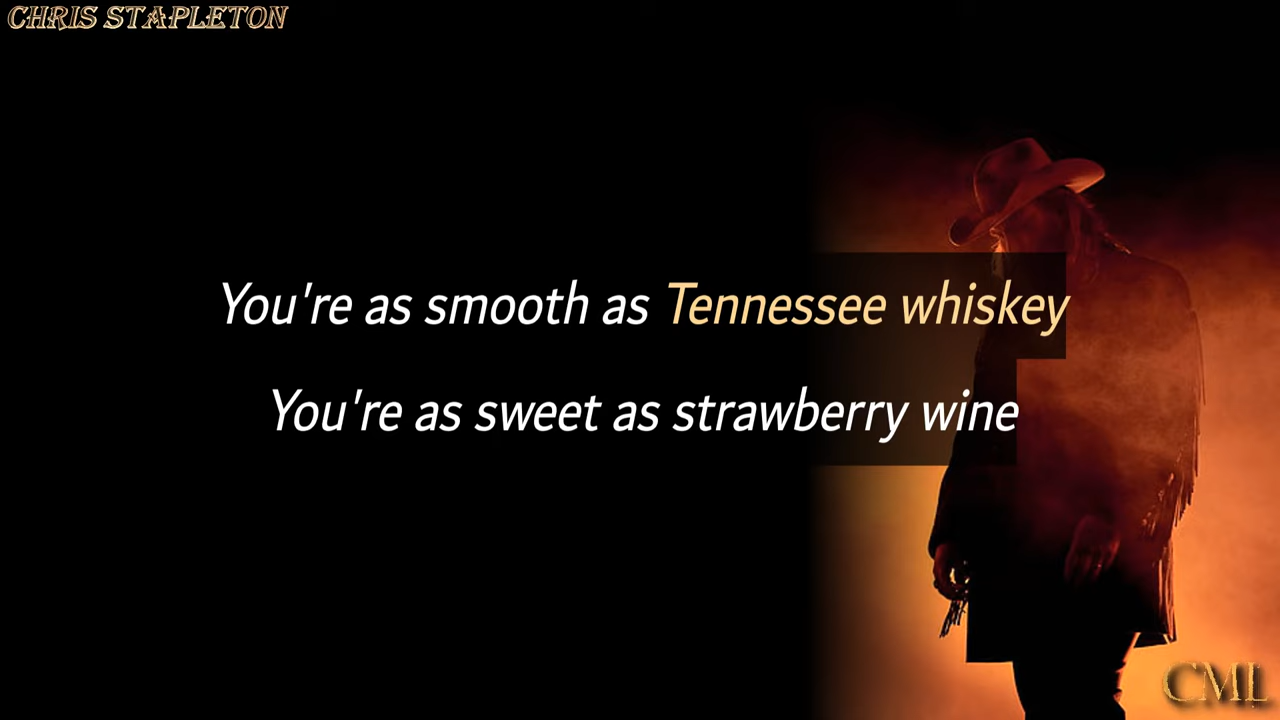 CHRIS STAPLETON
You're as smooth as Tennessee whiskey
You're as sweet as strawberry wine
CML